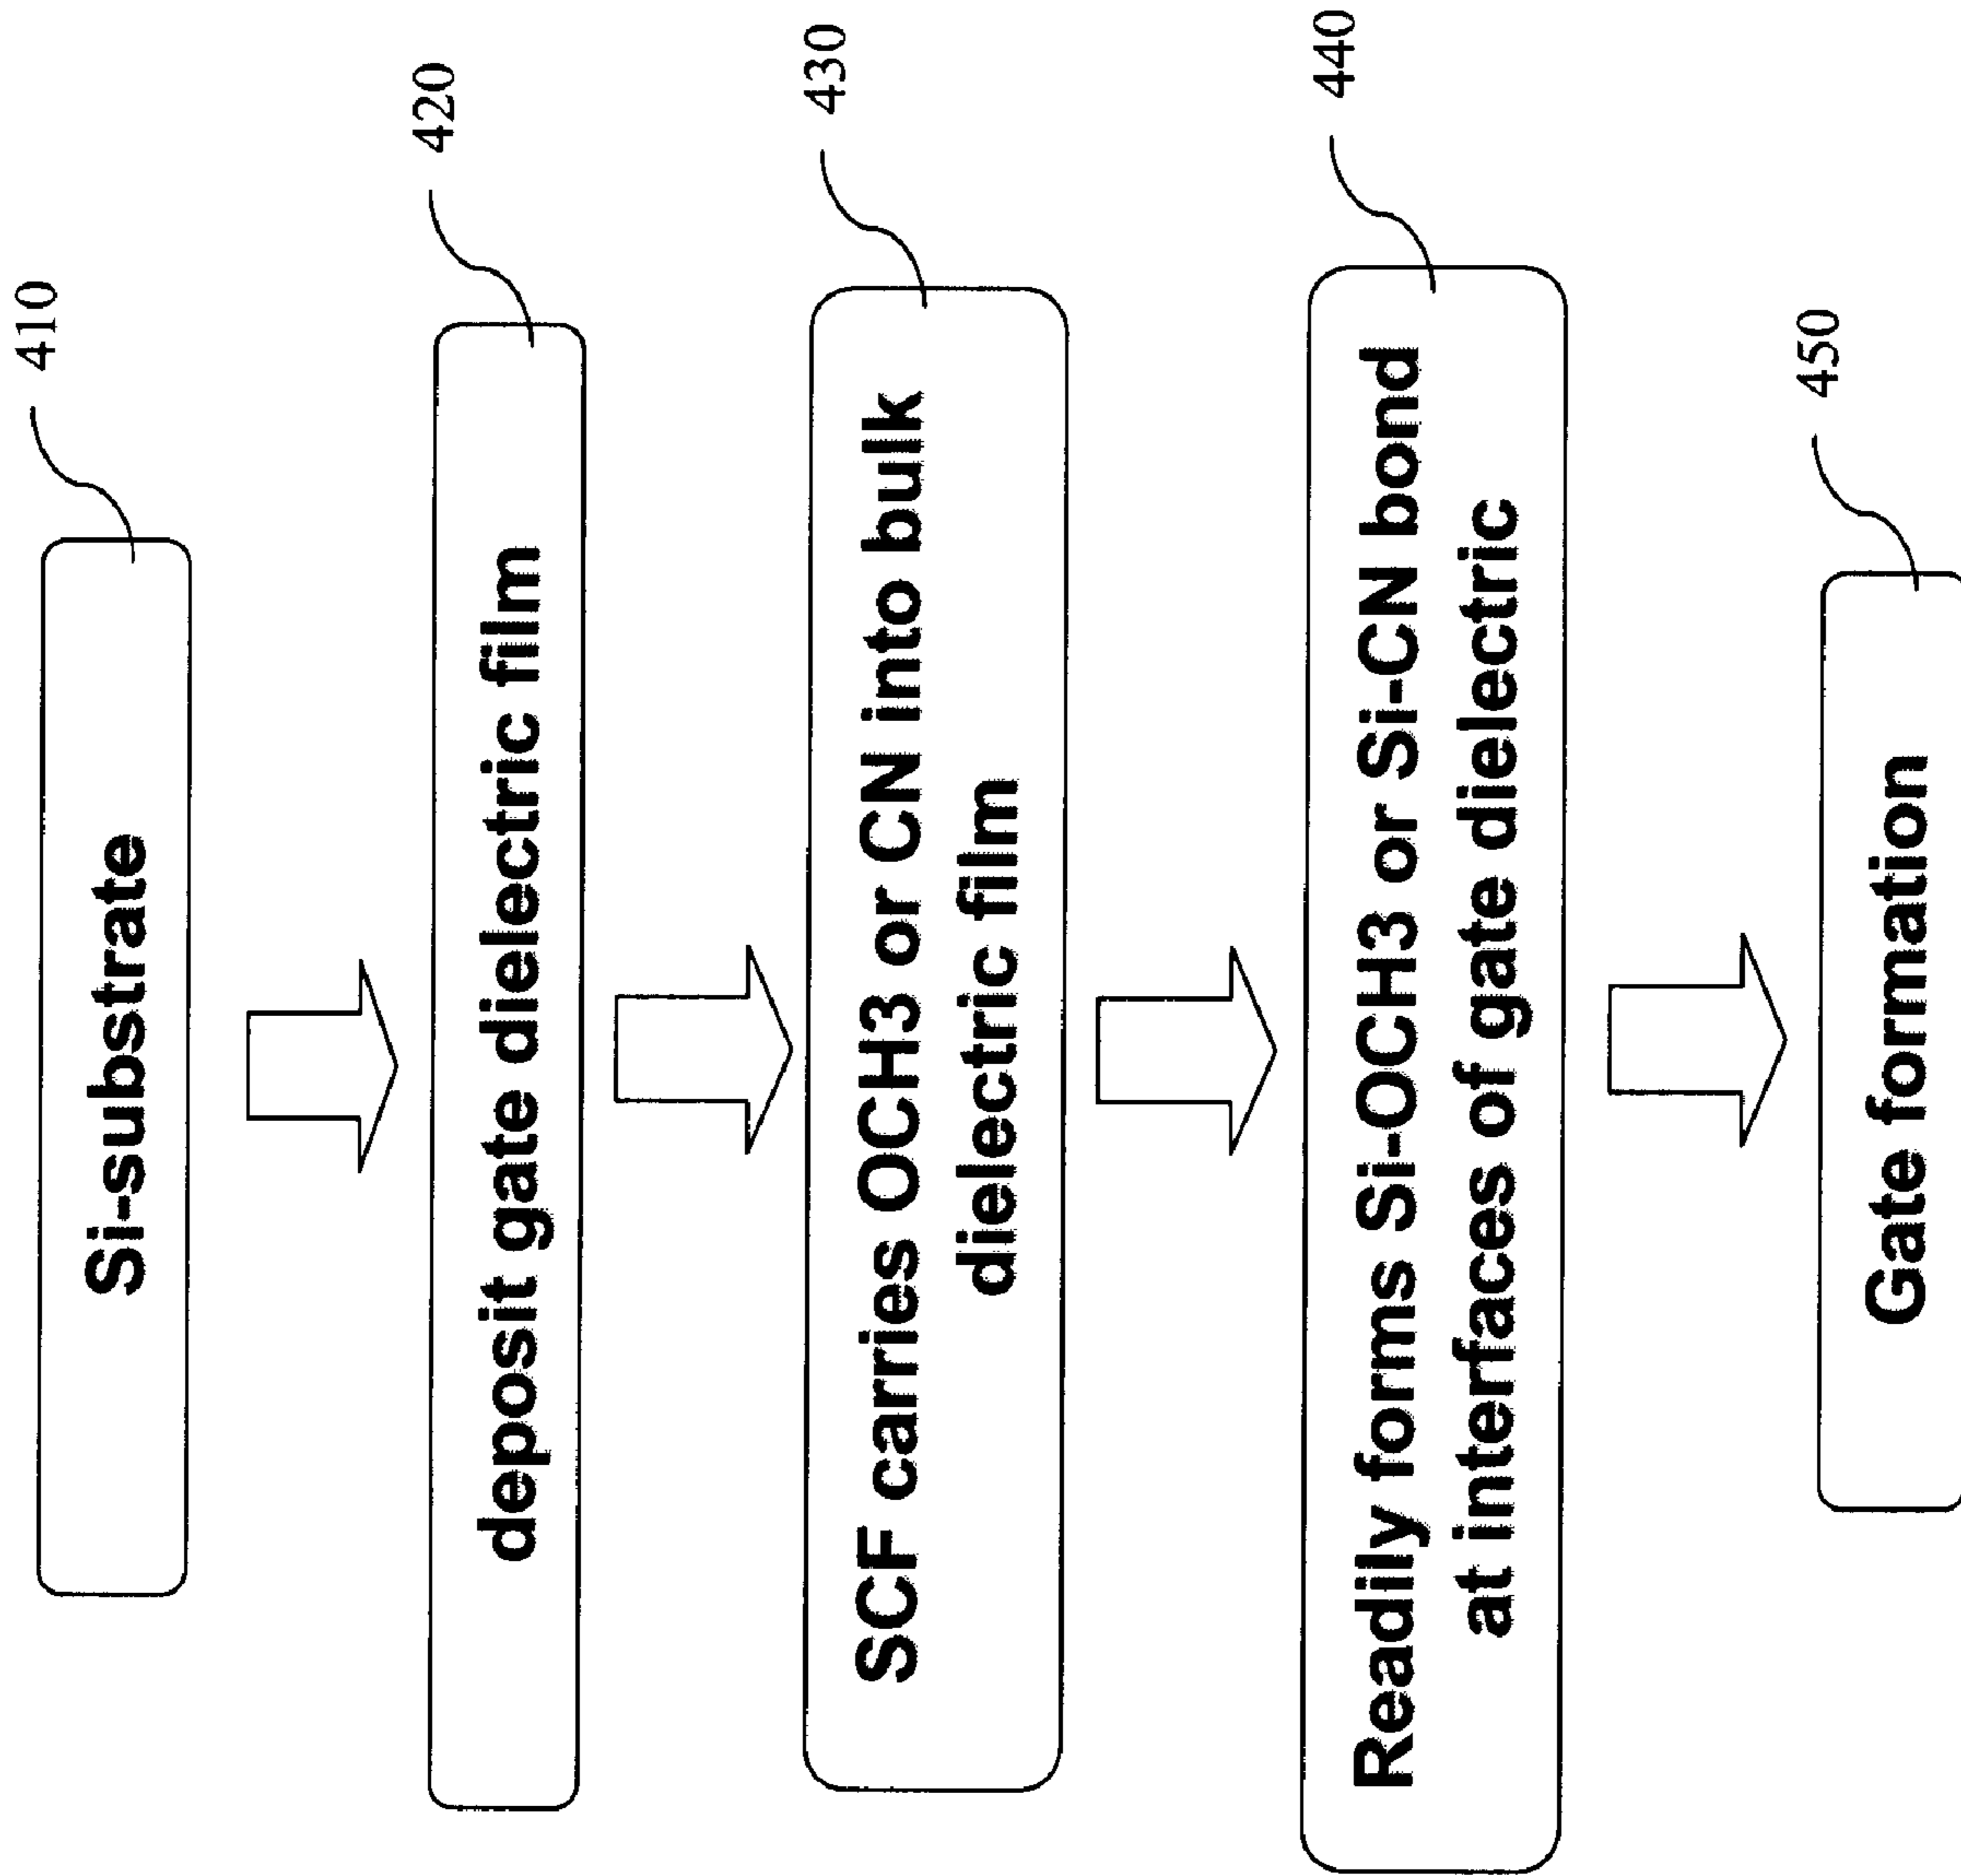 410
Si-substrate
420
deposit gate dielectric film
430
SCF carries OCH3 or CN into bulk
dielectric film
440
Readily forms Si-OCH3 or Si-CN bond
at interfaces of gate dielectric
450
Gate formation